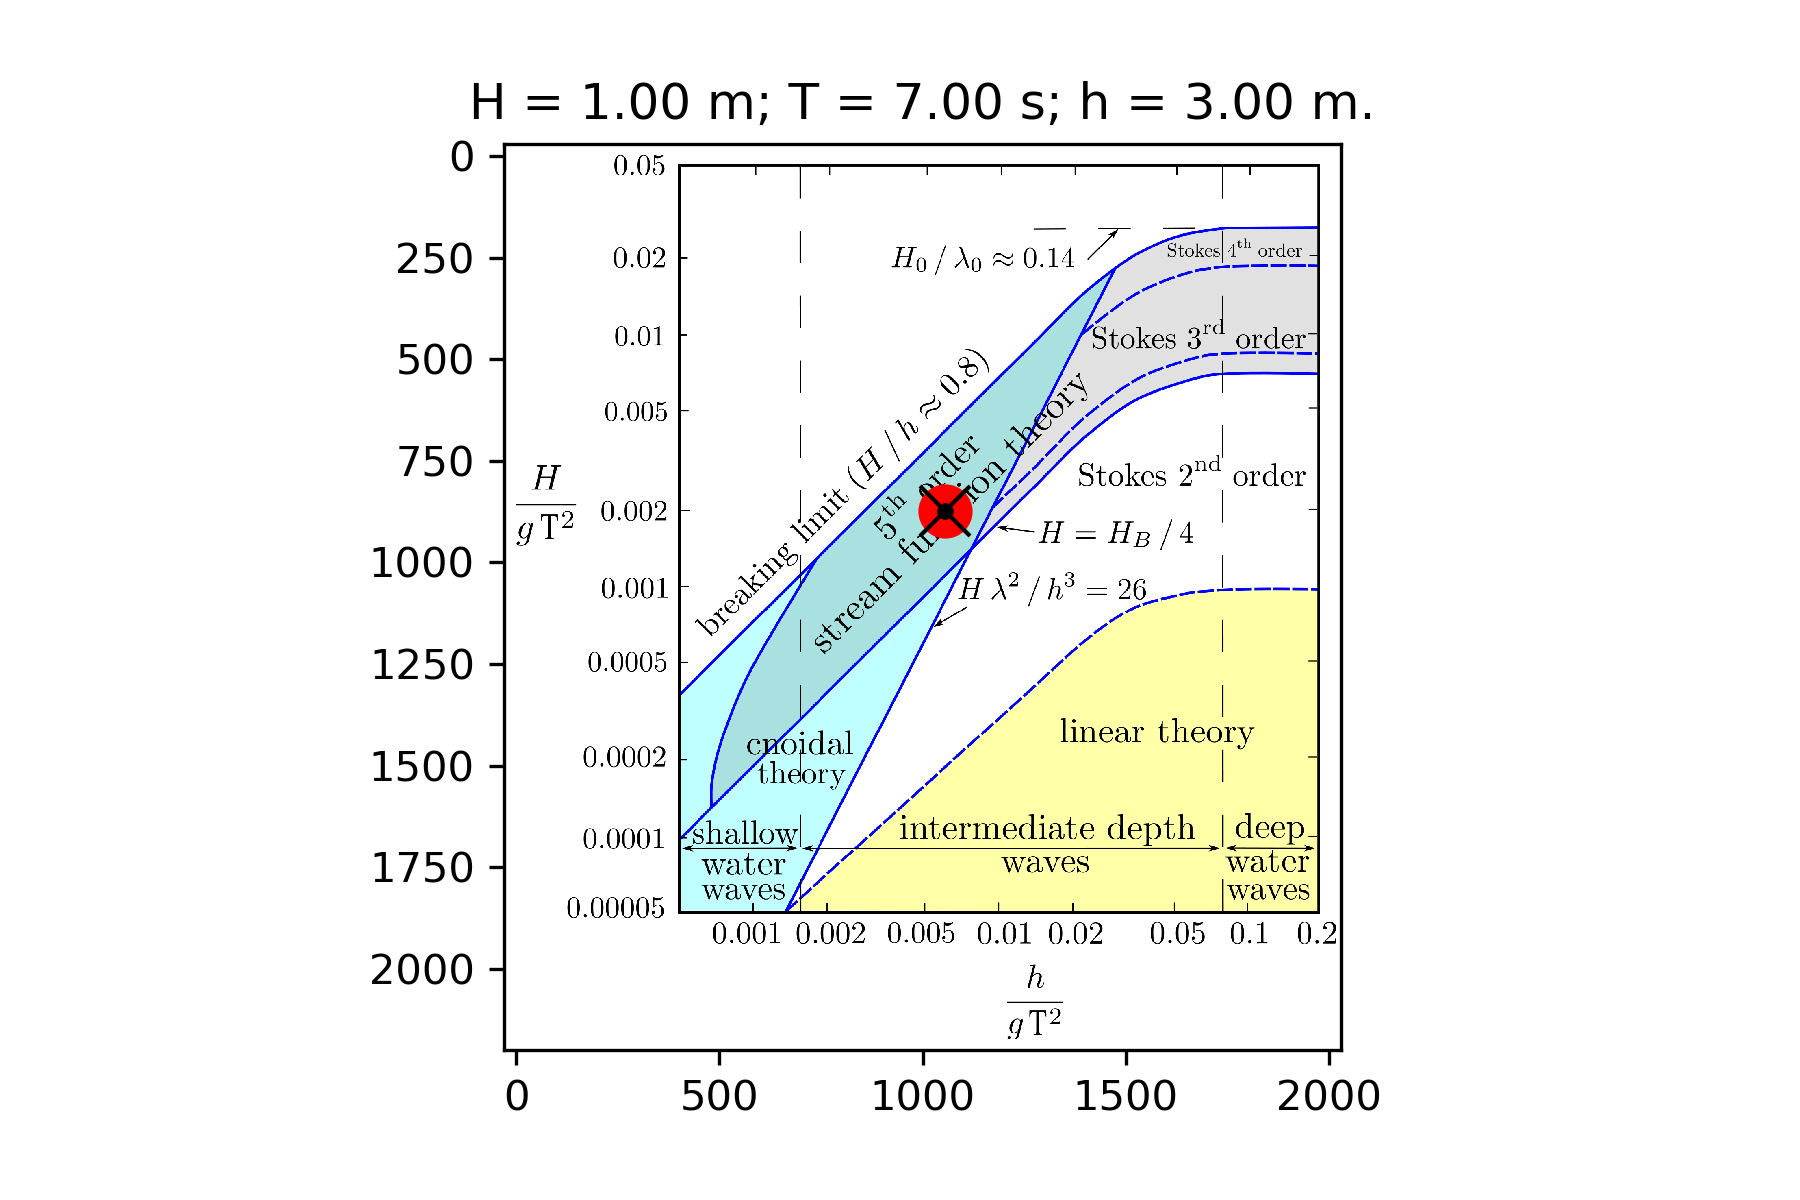 H = 1.00 m; T = 7.00 s; h = 3.00 m.
0
250
500
750
1000
1250
1500
1750
2000
0.05
0.02
0.01
0.005
0.002
0.001
0.0005
0.0002
0.0001
0.00005
H
g T²
H₀ / λ₀ ≈ 0.14
Stokes 4th order
Stokes 3rd order
breaking limit (H / h ≈ 0.8)
5th order
stream function theory
Stokes 2nd order
H = H_B / 4
H λ² / h³ = 26
linear theory
cnoidal
theory
shallow
water
waves
intermediate depth
waves
deep
water
waves
0.001 0.002 0.005 0.01 0.02 0.05 0.1 0.2
h
g T²
0 500 1000 1500 2000